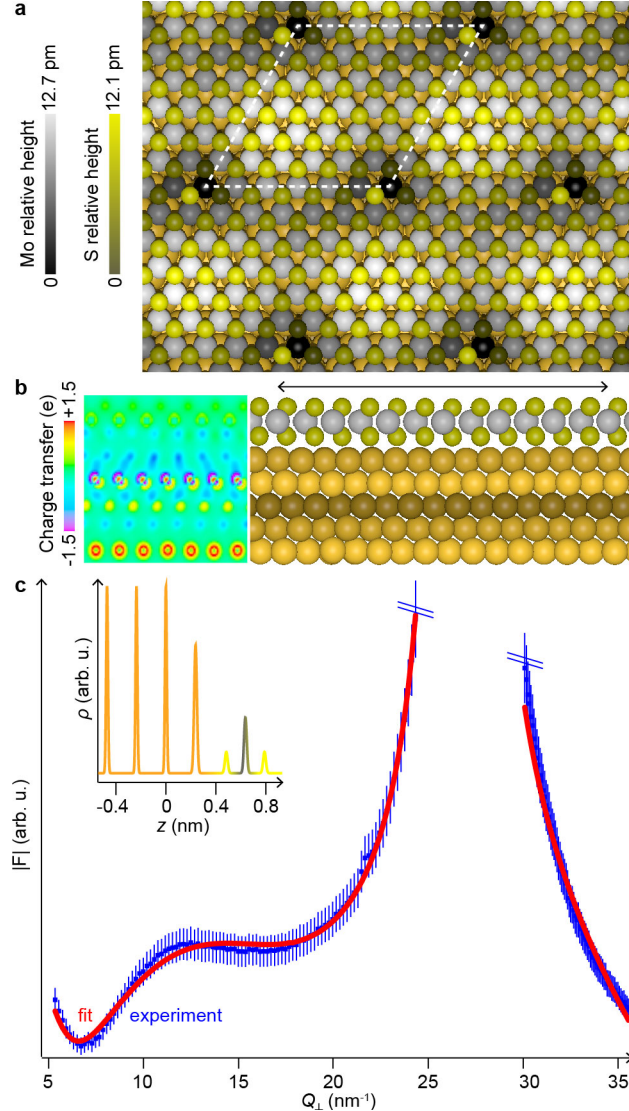 a
Mo relative height
0
12.7 pm
S relative height
0
12.1 pm
b
Charge transfer (e)
-1.5
+1.5
c
|F| (arb. u.)
ρ (arb. u.)
-0.4
0
0.4
0.8
z (nm)
fit
experiment
5
10
15
20
25
30
35
Q⊥ (nm⁻¹)